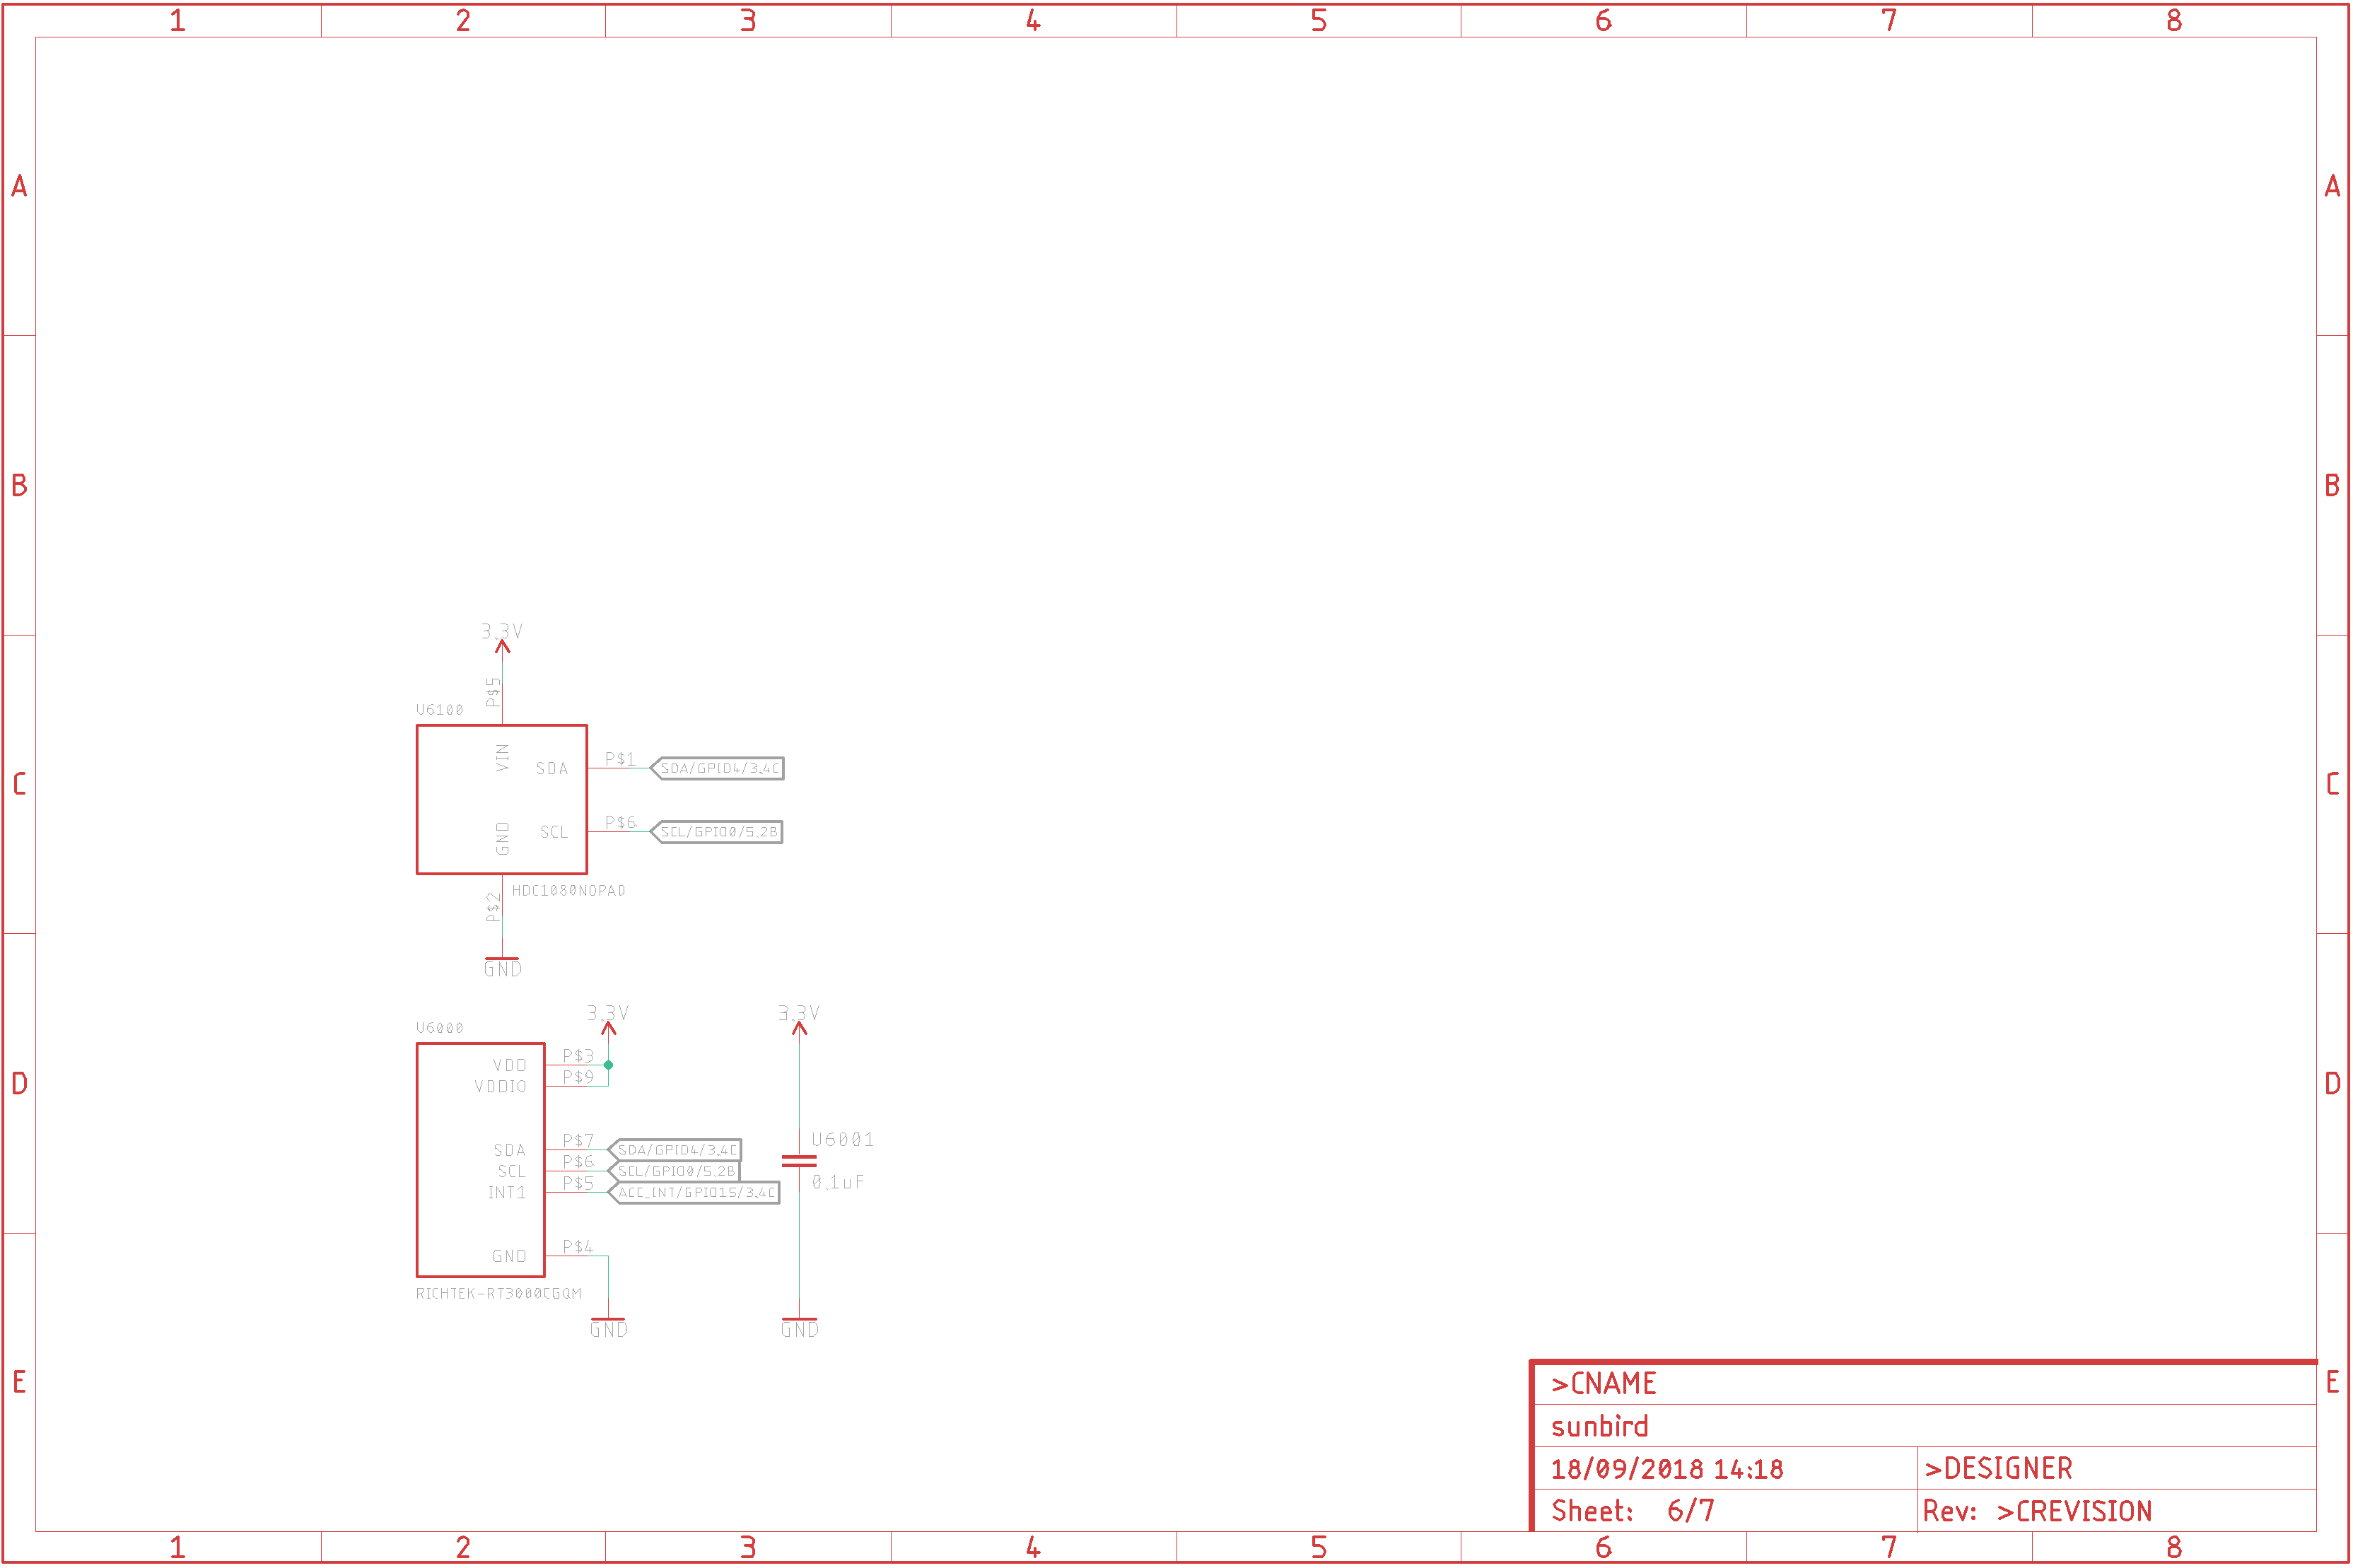 1 2 3 4 5 6 7 8
A A
B B
3.3V
P$5
U6100
VIN
SDA P$1 SDA/GPIO4/3.4C
C C
GND SCL P$6 SCL/GPIO0/5.2B
HDC1080NOPAD
P$2
GND
3.3V 3.3V
U6000
VDD P$3
VDDIO P$9
D D
U6001
SDA P$7 SDA/GPIO4/3.4C
SCL P$6 SCL/GPIO0/5.2B
0.1uF
INT1 P$5 ACC_INT/GPIO15/3.4C
GND P$4
RICHTEK-RT3000CGQM
GND GND
E E
>CNAME
sunbird
18/09/2018 14:18 >DESIGNER
Sheet: 6/7 Rev: >CREVISION
1 2 3 4 5 6 7 8